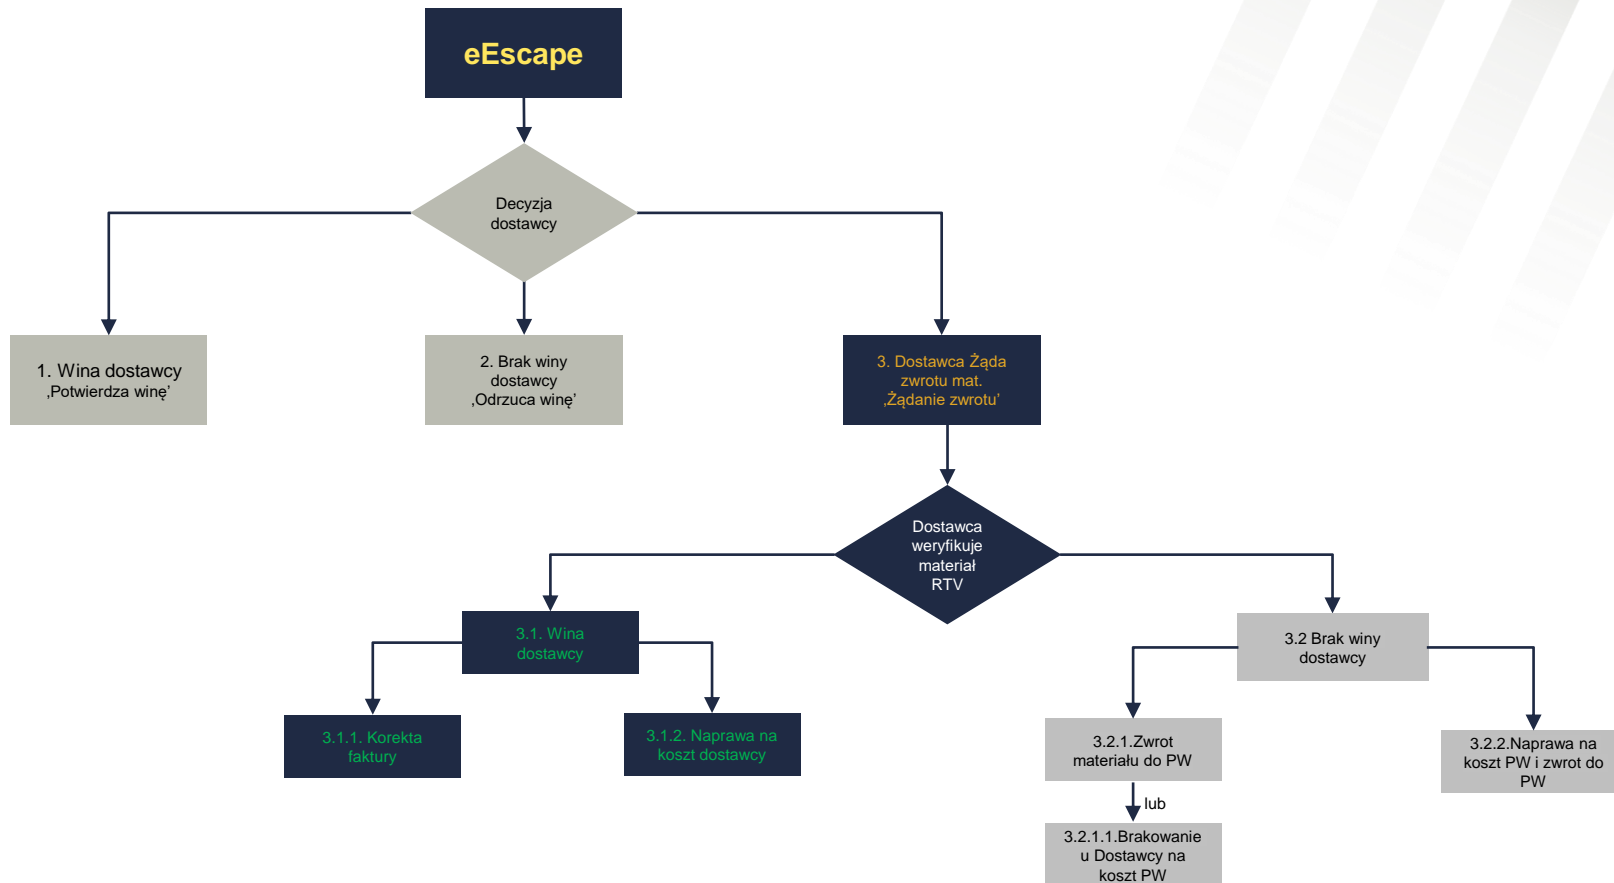 eEscape
Decyzja
dostawcy
1. Wina dostawcy
‚Potwierdza winę’
2. Brak winy
dostawcy
‚Odrzuca winę’
3. Dostawca Żąda
zwrotu mat.
‚Żądanie zwrotu’
Dostawca
weryfikuje
materiał
RTV
3.1. Wina
dostawcy
3.2 Brak winy
dostawcy
3.1.1. Korekta
faktury
3.1.2. Naprawa na
koszt dostawcy
3.2.1.Zwrot
materiału do PW
3.2.2.Naprawa na
koszt PW i zwrot do
PW
lub
3.2.1.1.Brakowanie
u Dostawcy na
koszt PW